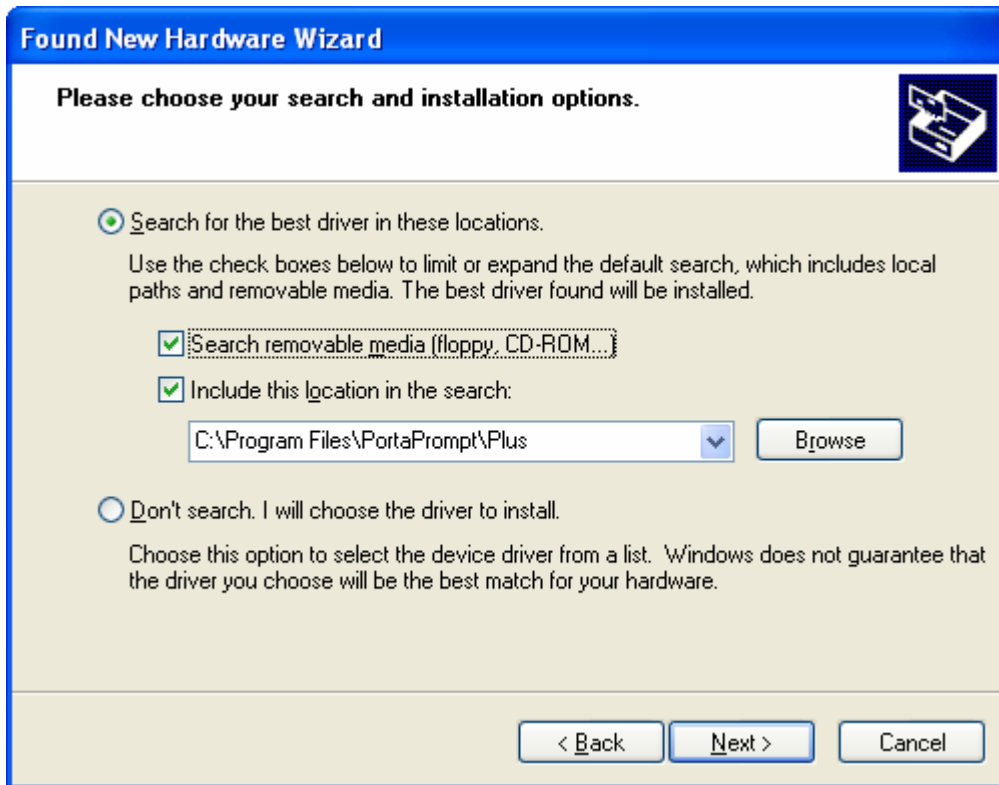 Found New Hardware Wizard
Please choose your search and installation options.
Search for the best driver in these locations.
Use the check boxes below to limit or expand the default search, which includes local
paths and removable media. The best driver found will be installed.
Search removable media (floppy, CD-ROM...)
Include this location in the search:
C:\Program Files\PortaPrompt\Plus
Browse
Don't search. I will choose the driver to install.
Choose this option to select the device driver from a list.  Windows does not guarantee that
the driver you choose will be the best match for your hardware.
< Back
Next >
Cancel